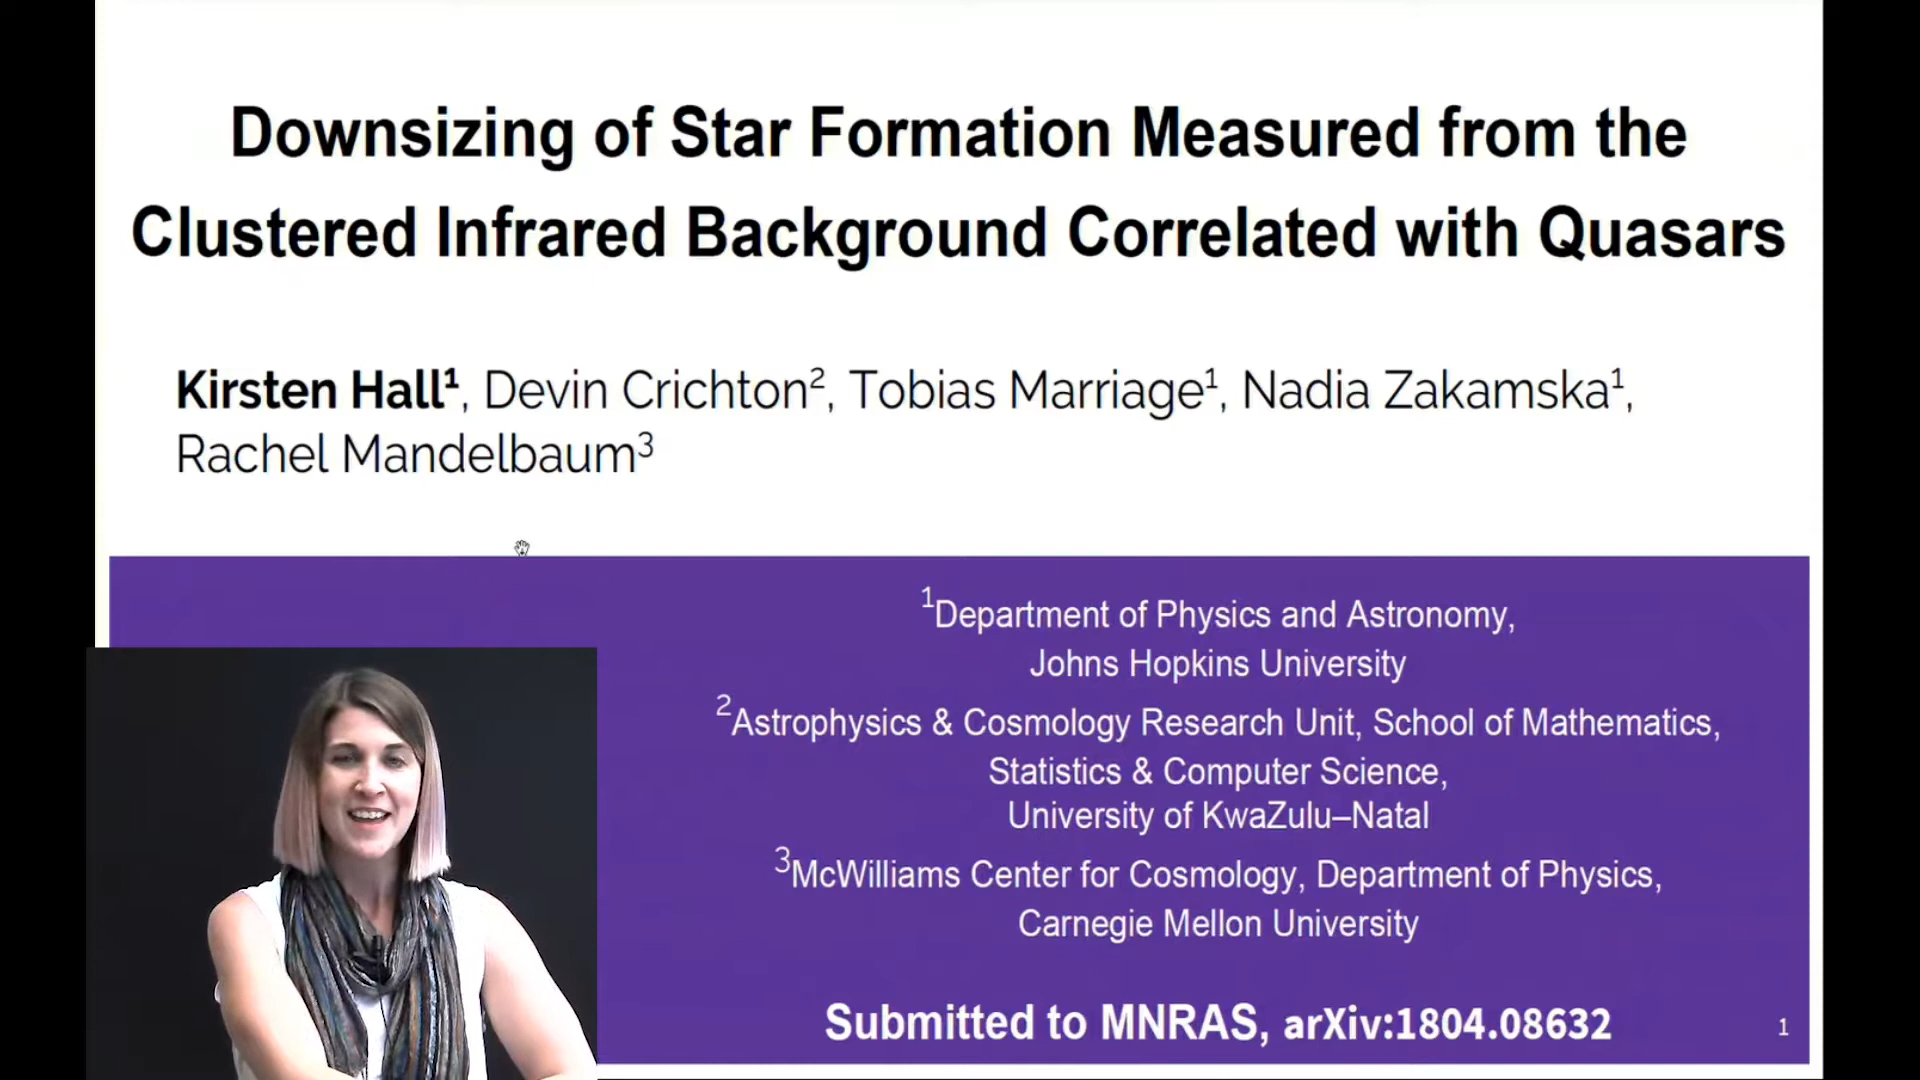 Downsizing of Star Formation Measured from the
Clustered Infrared Background Correlated with Quasars
Kirsten Hall¹, Devin Crichton², Tobias Marriage¹, Nadia Zakamska¹,
Rachel Mandelbaum³
¹Department of Physics and Astronomy,
Johns Hopkins University
²Astrophysics & Cosmology Research Unit, School of Mathematics,
Statistics & Computer Science,
University of KwaZulu–Natal
³McWilliams Center for Cosmology, Department of Physics,
Carnegie Mellon University
Submitted to MNRAS, arXiv:1804.08632
1